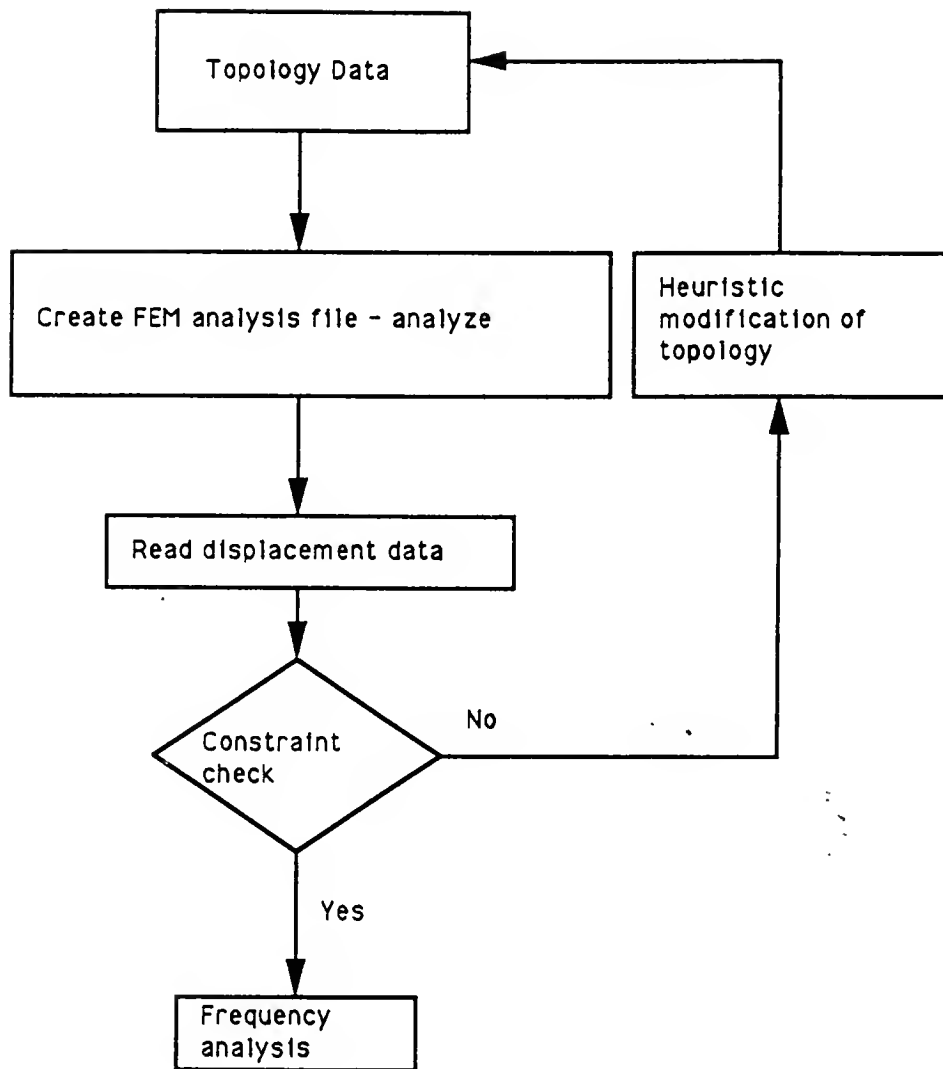 Topology Data
Create FEM analysis file - analyze
Heuristic
modification of
topology
Read displacement data
Constraint
check
No
Yes
Frequency
analysis